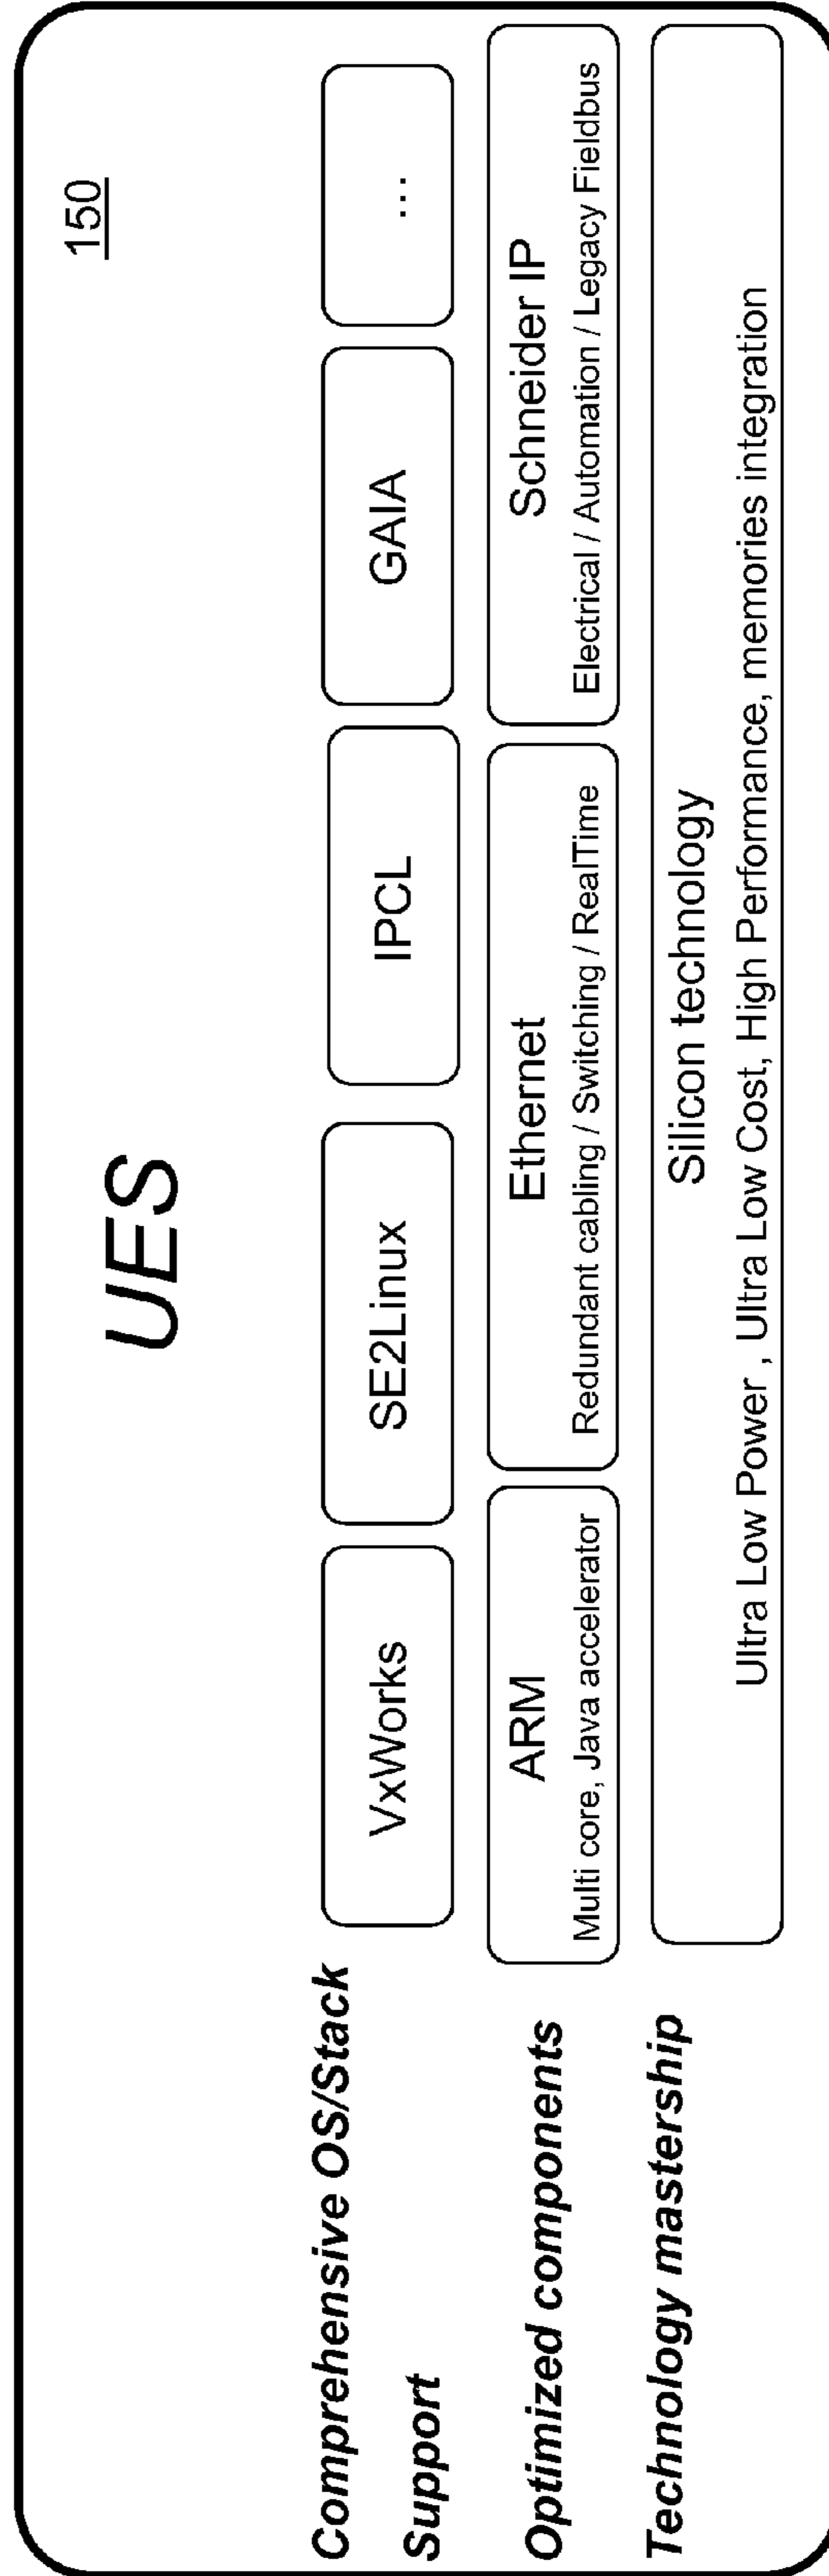 150
UES
Comprehensive OS/Stack
Support
VxWorks
SE2Linux
IPCL
GAIA
...
Optimized components
ARM
Multi core, Java accelerator
Ethernet
Redundant cabling / Switching / RealTime
Schneider IP
Electrical / Automation / Legacy Fieldbus
Technology mastership
Silicon technology
Ultra Low Power , Ultra Low Cost, High Performance, memories integration